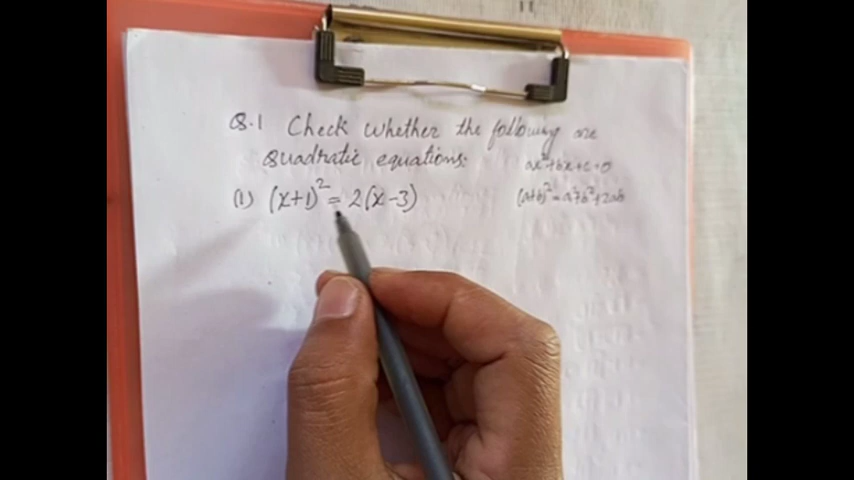 Q.1 Check whether the following are
Quadratic equations:
ax²+bx+c=0
(1) (x+1)² = 2(x-3)
(a+b)² = a²+b²+2ab